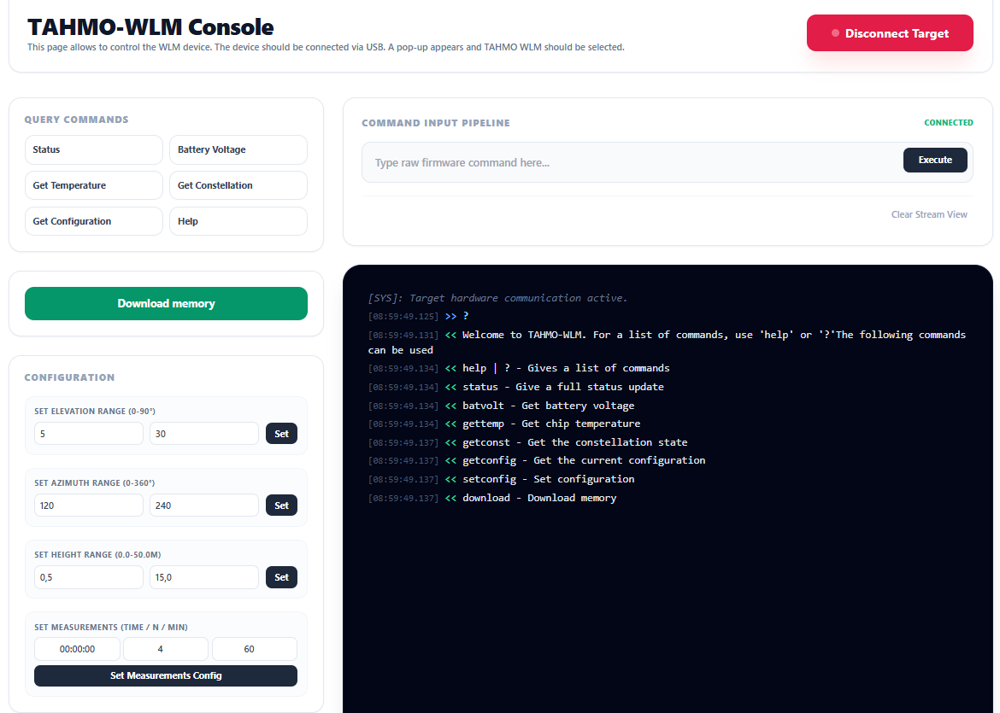 TAHMO-WLM Console
This page allows to control the WLM device. The device should be connected via USB. A pop-up appears and TAHMO WLM should be selected.
Disconnect Target
QUERY COMMANDS
Status
Battery Voltage
Get Temperature
Get Constellation
Get Configuration
Help
Download memory
CONFIGURATION
SET ELEVATION RANGE (0-90°)
5
30
Set
SET AZIMUTH RANGE (0-360°)
120
240
Set
SET HEIGHT RANGE (0.0-50.0M)
0,5
15,0
Set
SET MEASUREMENTS (TIME / N / MIN)
00:00:00
4
60
Set Measurements Config
COMMAND INPUT PIPELINE
CONNECTED
Type raw firmware command here...
Execute
Clear Stream View
[SYS]: Target hardware communication active.
[08:59:49.125] >> ?
[08:59:49.131] << Welcome to TAHMO-WLM. For a list of commands, use 'help' or '?'The following commands
can be used
[08:59:49.134] << help | ? - Gives a list of commands
[08:59:49.134] << status - Give a full status update
[08:59:49.134] << batvolt - Get battery voltage
[08:59:49.134] << gettemp - Get chip temperature
[08:59:49.137] << getconst - Get the constellation state
[08:59:49.137] << getconfig - Get the current configuration
[08:59:49.137] << setconfig - Set configuration
[08:59:49.137] << download - Download memory